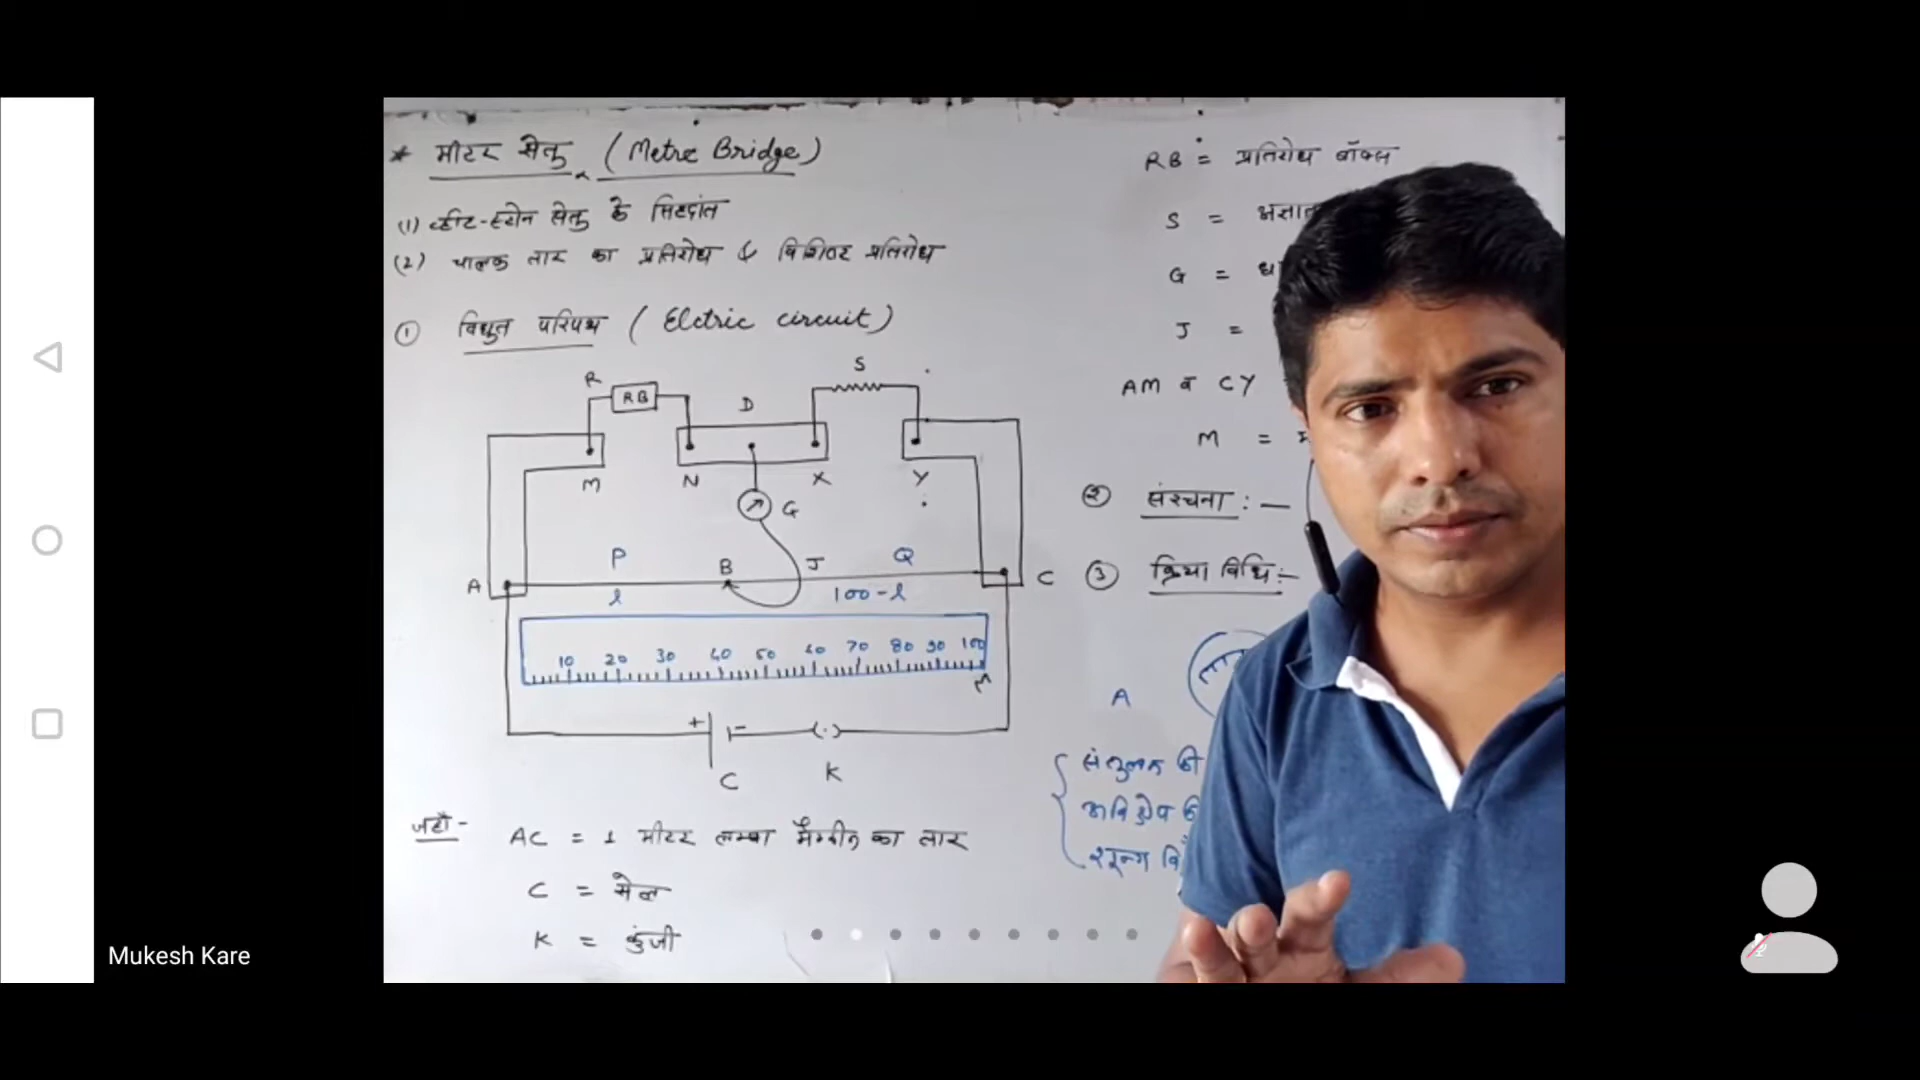 * मीटर सेतु (Metre Bridge)
(1) व्हीट-स्टोन सेतु के सिद्धांत
(2) चालक तार का प्रतिरोध & विशिष्ट प्रतिरोध
① विद्युत परिपथ (Elctric circuit)
R RB D S
M N X Y
G
P B J Q
A C
l 100-l
10 20 30 40 50 60 70 80 90 100
M
+ -
C K
जहाँ-
AC = 1 मीटर लम्बा मैंग्नीन का तार
C = सेल
K = कुंजी
RB = प्रतिरोध बॉक्स
S =
G =
J =
AM व CY
M =
② संरचना :—
③ क्रिया विधि:—
A
संतुलन की
शून्य
Mukesh Kare